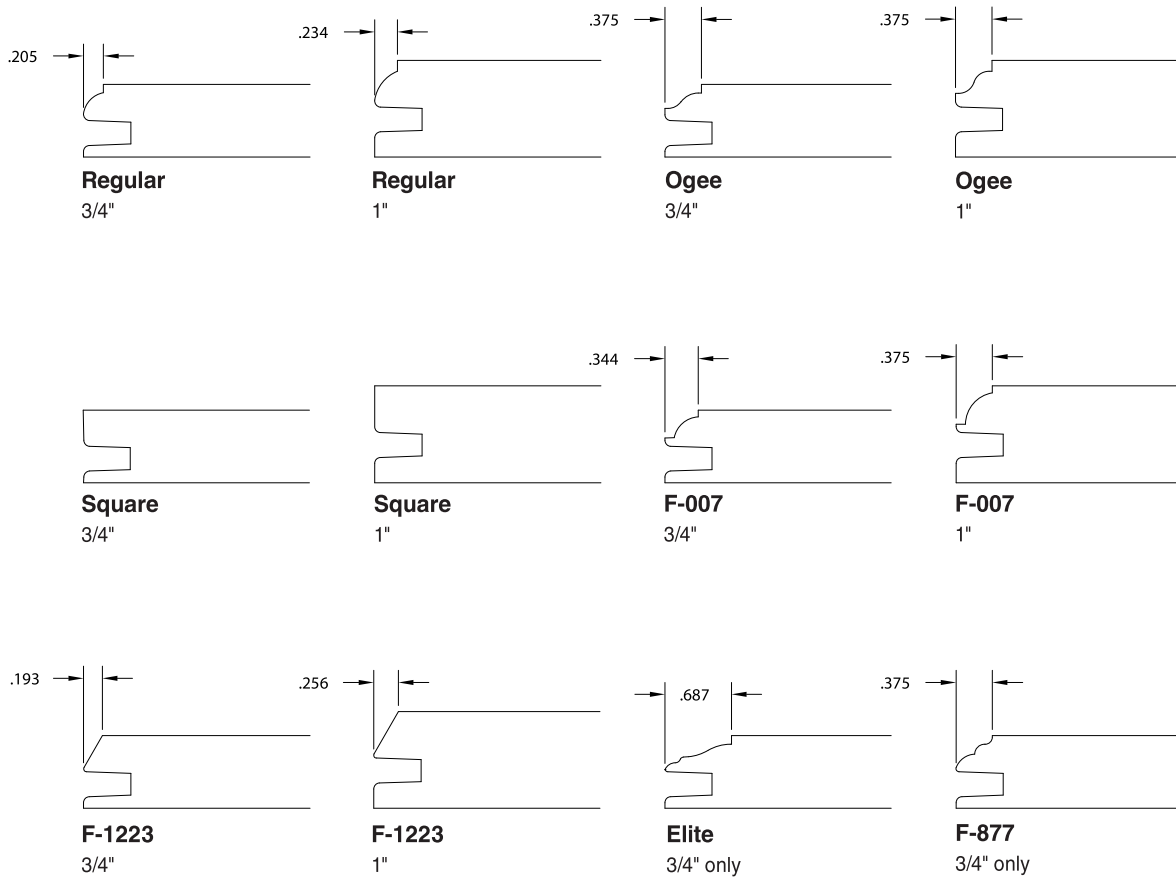 .205
.234
.375
.375
Regular
3/4"
Regular
1"
Ogee
3/4"
Ogee
1"
.344
.375
Square
3/4"
Square
1"
F-007
3/4"
F-007
1"
.193
.256
.687
.375
F-1223
3/4"
F-1223
1"
Elite
3/4" only
F-877
3/4" only